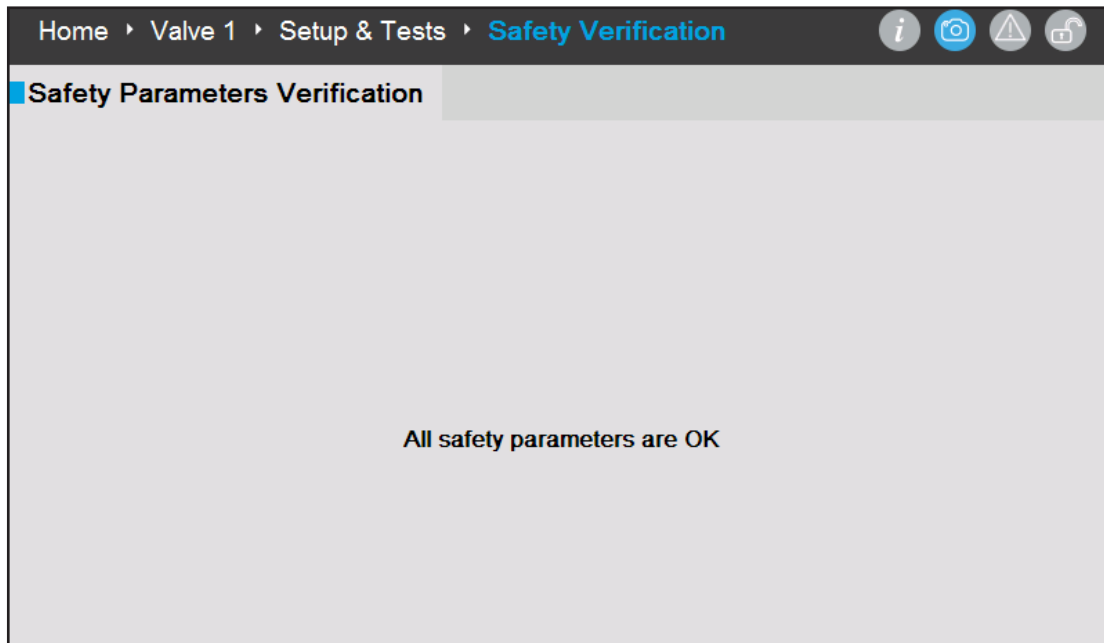 Home ‣ Valve 1 ‣ Setup & Tests ‣ Safety Verification
Safety Parameters Verification
All safety parameters are OK